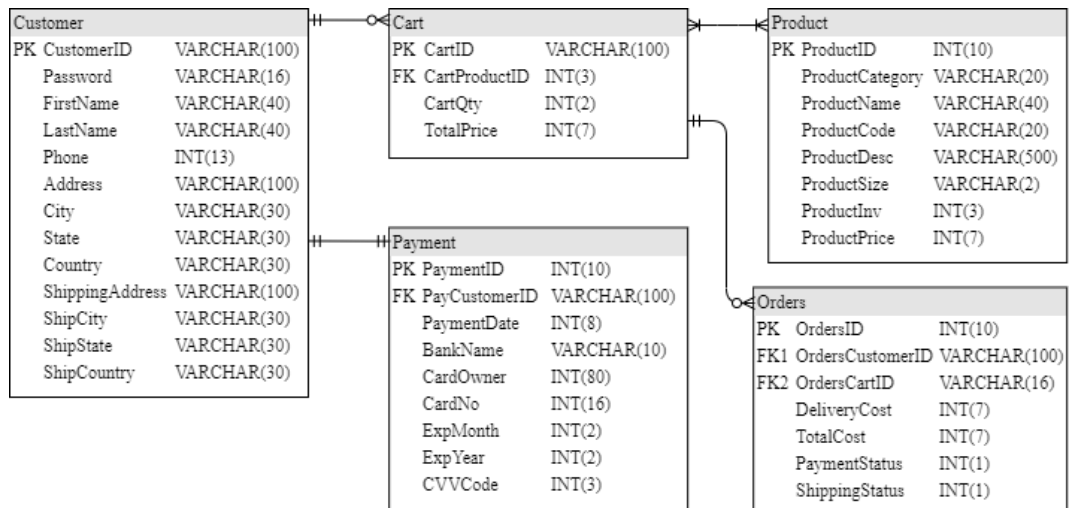 Customer
PK CustomerID VARCHAR(100)
Password VARCHAR(16)
FirstName VARCHAR(40)
LastName VARCHAR(40)
Phone INT(13)
Address VARCHAR(100)
City VARCHAR(30)
State VARCHAR(30)
Country VARCHAR(30)
ShippingAddress VARCHAR(100)
ShipCity VARCHAR(30)
ShipState VARCHAR(30)
ShipCountry VARCHAR(30)
Cart
PK CartID VARCHAR(100)
FK CartProductID INT(3)
CartQty INT(2)
TotalPrice INT(7)
Product
PK ProductID INT(10)
ProductCategory VARCHAR(20)
ProductName VARCHAR(40)
ProductCode VARCHAR(20)
ProductDesc VARCHAR(500)
ProductSize VARCHAR(2)
ProductInv INT(3)
ProductPrice INT(7)
Payment
PK PaymentID INT(10)
FK PayCustomerID VARCHAR(100)
PaymentDate INT(8)
BankName VARCHAR(10)
CardOwner INT(80)
CardNo INT(16)
ExpMonth INT(2)
ExpYear INT(2)
CVVCode INT(3)
Orders
PK OrdersID INT(10)
FK1 OrdersCustomerID VARCHAR(100)
FK2 OrdersCartID VARCHAR(16)
DeliveryCost INT(7)
TotalCost INT(7)
PaymentStatus INT(1)
ShippingStatus INT(1)